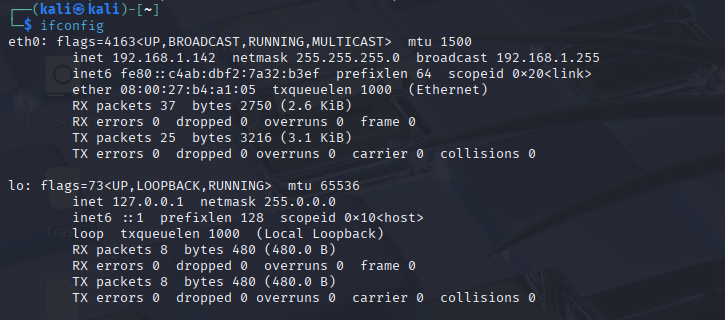 ┌──(kali㉿kali)-[~]
└─$ ifconfig
eth0: flags=4163<UP,BROADCAST,RUNNING,MULTICAST>  mtu 1500
        inet 192.168.1.142  netmask 255.255.255.0  broadcast 192.168.1.255
        inet6 fe80::c4ab:dbf2:7a32:b3ef  prefixlen 64  scopeid 0×20<link>
        ether 08:00:27:b4:a1:05  txqueuelen 1000  (Ethernet)
        RX packets 37  bytes 2750 (2.6 KiB)
        RX errors 0  dropped 0  overruns 0  frame 0
        TX packets 25  bytes 3216 (3.1 KiB)
        TX errors 0  dropped 0 overruns 0  carrier 0  collisions 0

lo: flags=73<UP,LOOPBACK,RUNNING>  mtu 65536
        inet 127.0.0.1  netmask 255.0.0.0
        inet6 ::1  prefixlen 128  scopeid 0×10<host>
        loop  txqueuelen 1000  (Local Loopback)
        RX packets 8  bytes 480 (480.0 B)
        RX errors 0  dropped 0  overruns 0  frame 0
        TX packets 8  bytes 480 (480.0 B)
        TX errors 0  dropped 0 overruns 0  carrier 0  collisions 0